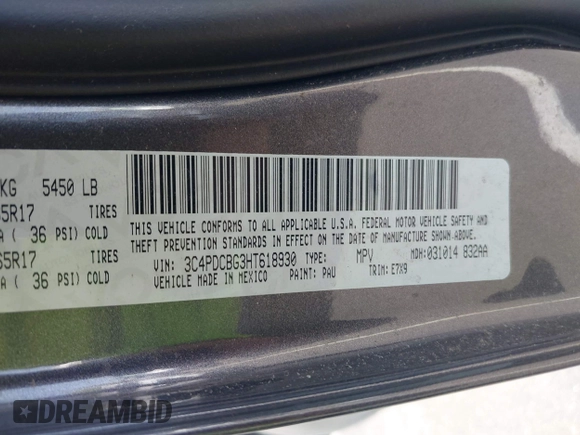 KG 5450 LB
65R17 TIRES
A ( 36 PSI) COLD
65R17 TIRES
A ( 36 PSI) COLD
THIS VEHICLE CONFORMS TO ALL APPLICABLE U.S.A. FEDERAL MOTOR VEHICLE SAFETY AND
THEFT PREVENTION STANDARDS IN EFFECT ON THE DATE OF MANUFACTURE SHOWN-ABOVE.
VIN: 3C4PDCBG3HT618930 TYPE: MPV MDH:031014 832AA
VEHICLE MADE IN MEXICO PAINT: PAU TRIM: E7X9
DREAMBID